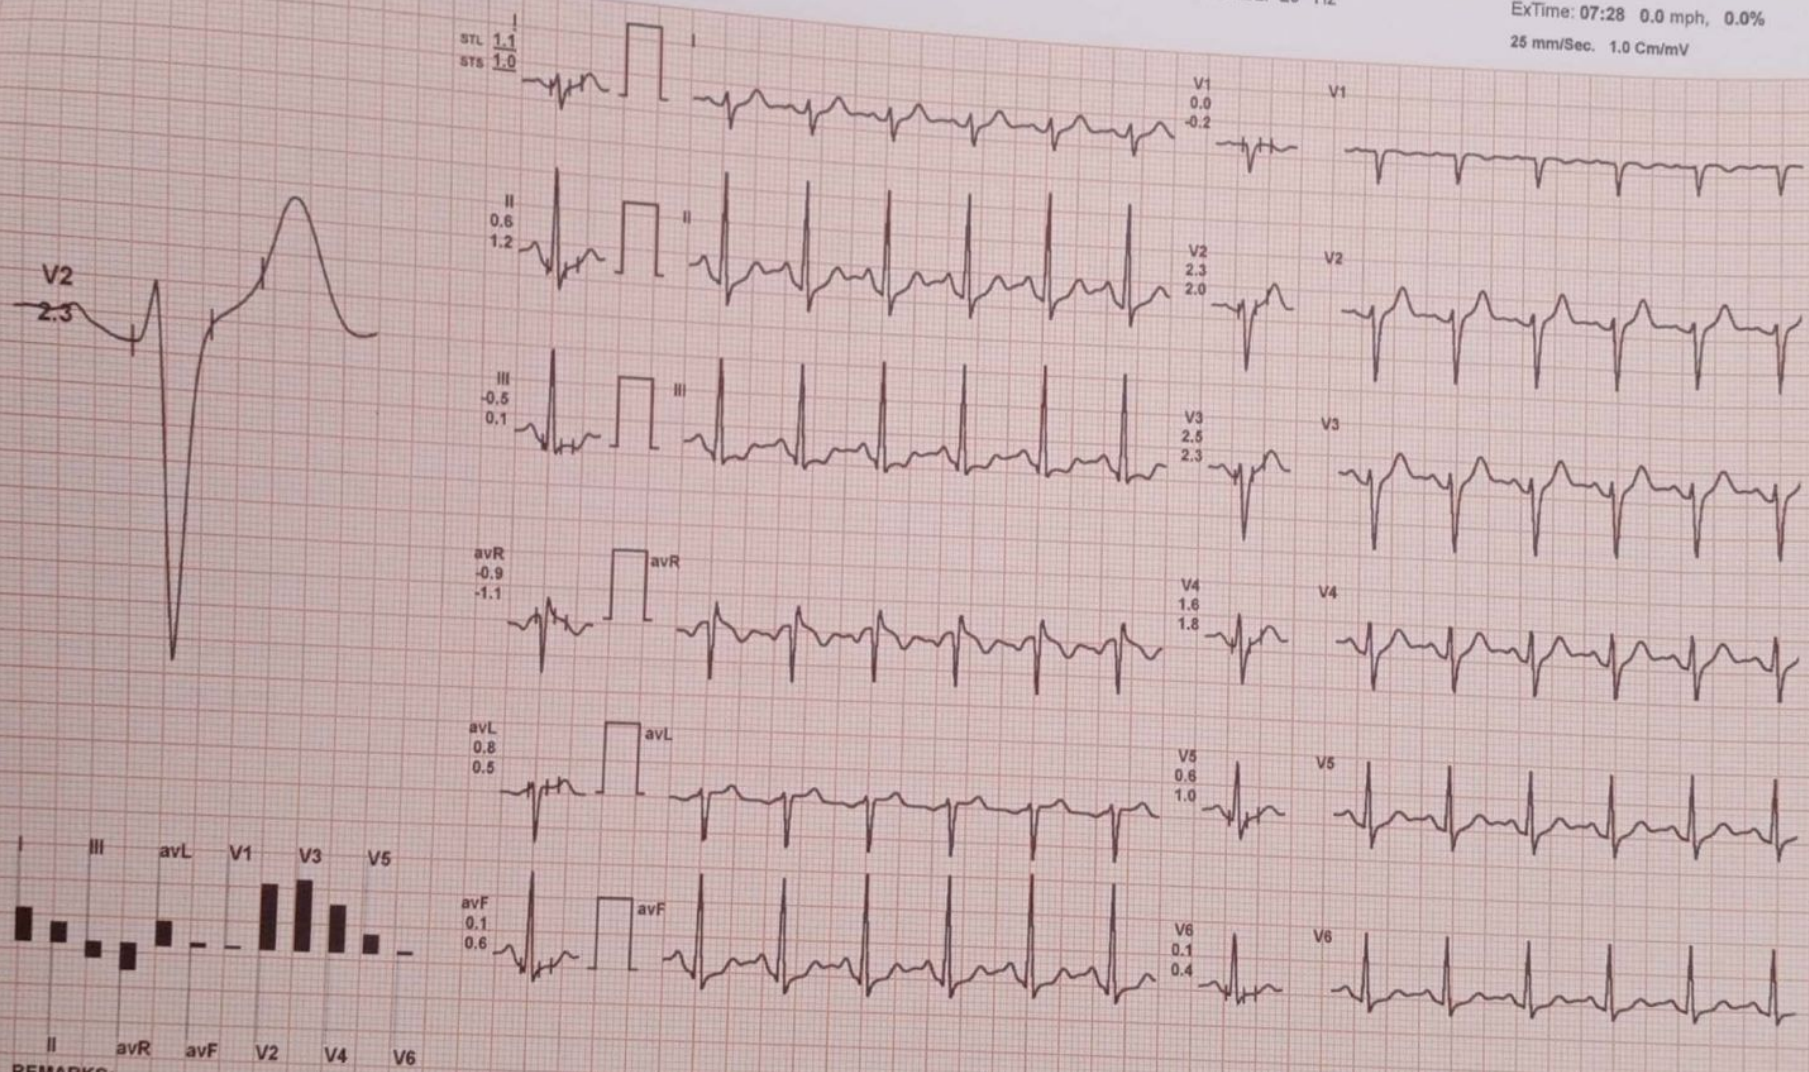 ExTime: 07:28 0.0 mph, 0.0%
25 mm/Sec. 1.0 Cm/mV
V2
2.3
I
STL 1.1
STS 1.0
I
II
0.6
1.2
II
III
-0.5
0.1
III
avR
-0.9
-1.1
avR
avL
0.8
0.5
avL
avF
0.1
0.6
avF
V1
0.0
-0.2
V1
V2
2.3
2.0
V2
V3
2.5
2.3
V3
V4
1.6
1.8
V4
V5
0.6
1.0
V5
V6
0.1
0.4
V6
I III avL V1 V3 V5
II avR avF V2 V4 V6